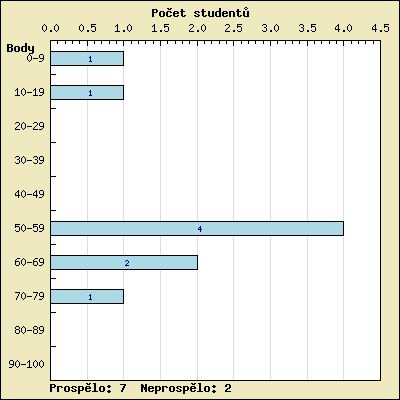 Počet studentů
0.0 0.5 1.0 1.5 2.0 2.5 3.0 3.5 4.0 4.5
Body
0-9 1
10-19 1
20-29
30-39
40-49
50-59 4
60-69 2
70-79 1
80-89
90-100
Prospělo: 7 Neprospělo: 2